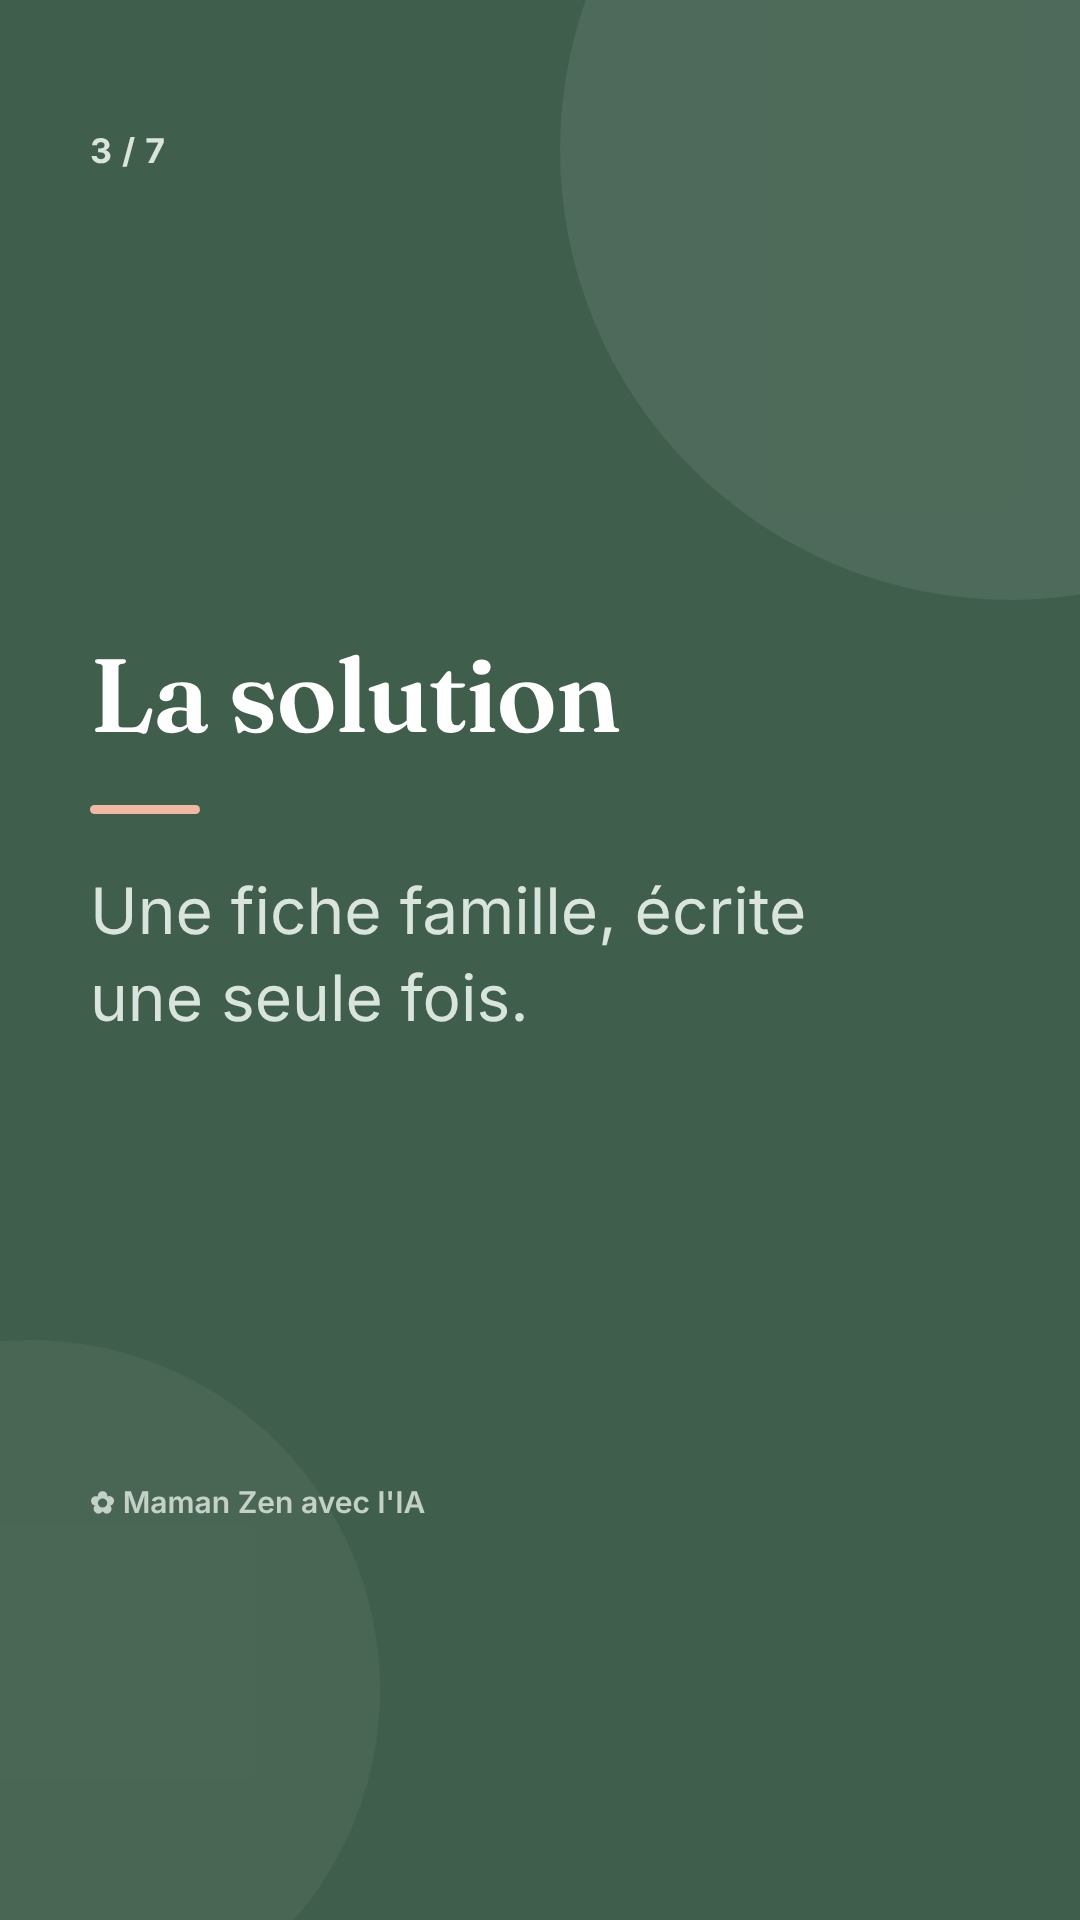 3 / 7
La solution
Une fiche famille, écrite
une seule fois.
✿ Maman Zen avec l'IA